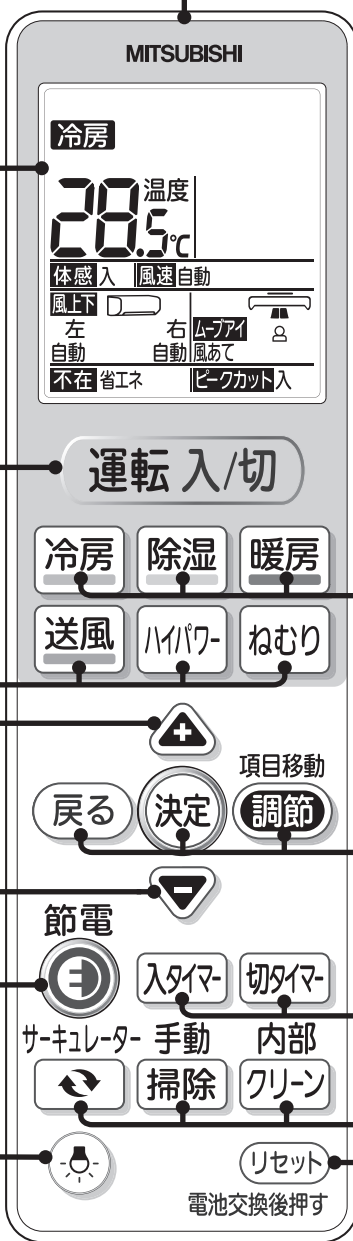 MITSUBISHI
冷房
28.5℃ 温度
体感 入 風速 自動
風上下
左 右 ムーブアイ
自動 自動 風あて
不在 省エネ ピークカット 入
運転 入/切
冷房 除湿 暖房
送風 ハイパワー ねむり
項目移動
戻る 決定 調節
節電
入タイマー 切タイマー
サーキュレーター 手動 内部
掃除 クリーン
リセット
電池交換後押す